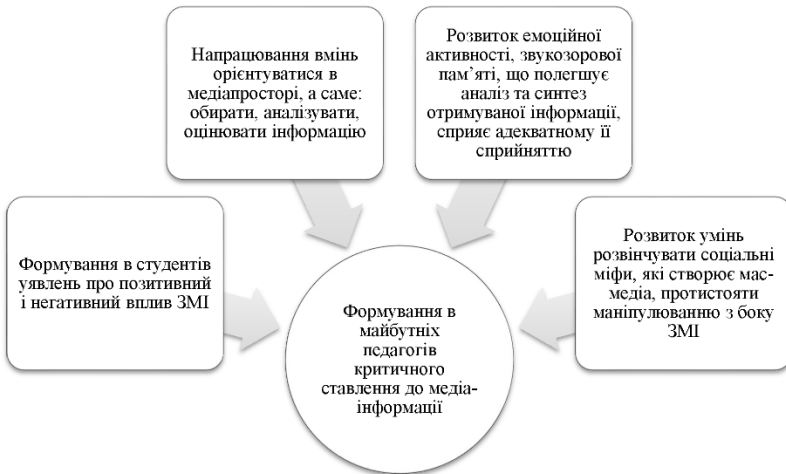 Напрацювання вмінь
орієнтуватися в
медіапросторі, а саме:
обирати, аналізувати,
оцінювати інформацію
Розвиток емоційної
активності, звукозорової
пам’яті, що полегшує
аналіз та синтез
отримуваної інформації,
сприяє адекватному її
сприйняттю
Формування в студентів
уявлень про позитивний
і негативний вплив ЗМІ
Розвиток умінь
розвінчувати соціальні
міфи, які створює мас-
медіа, протистояти
маніпулюванню з боку
ЗМІ
Формування в
майбутніх
педагогів
критичного
ставлення до медіа-
інформації